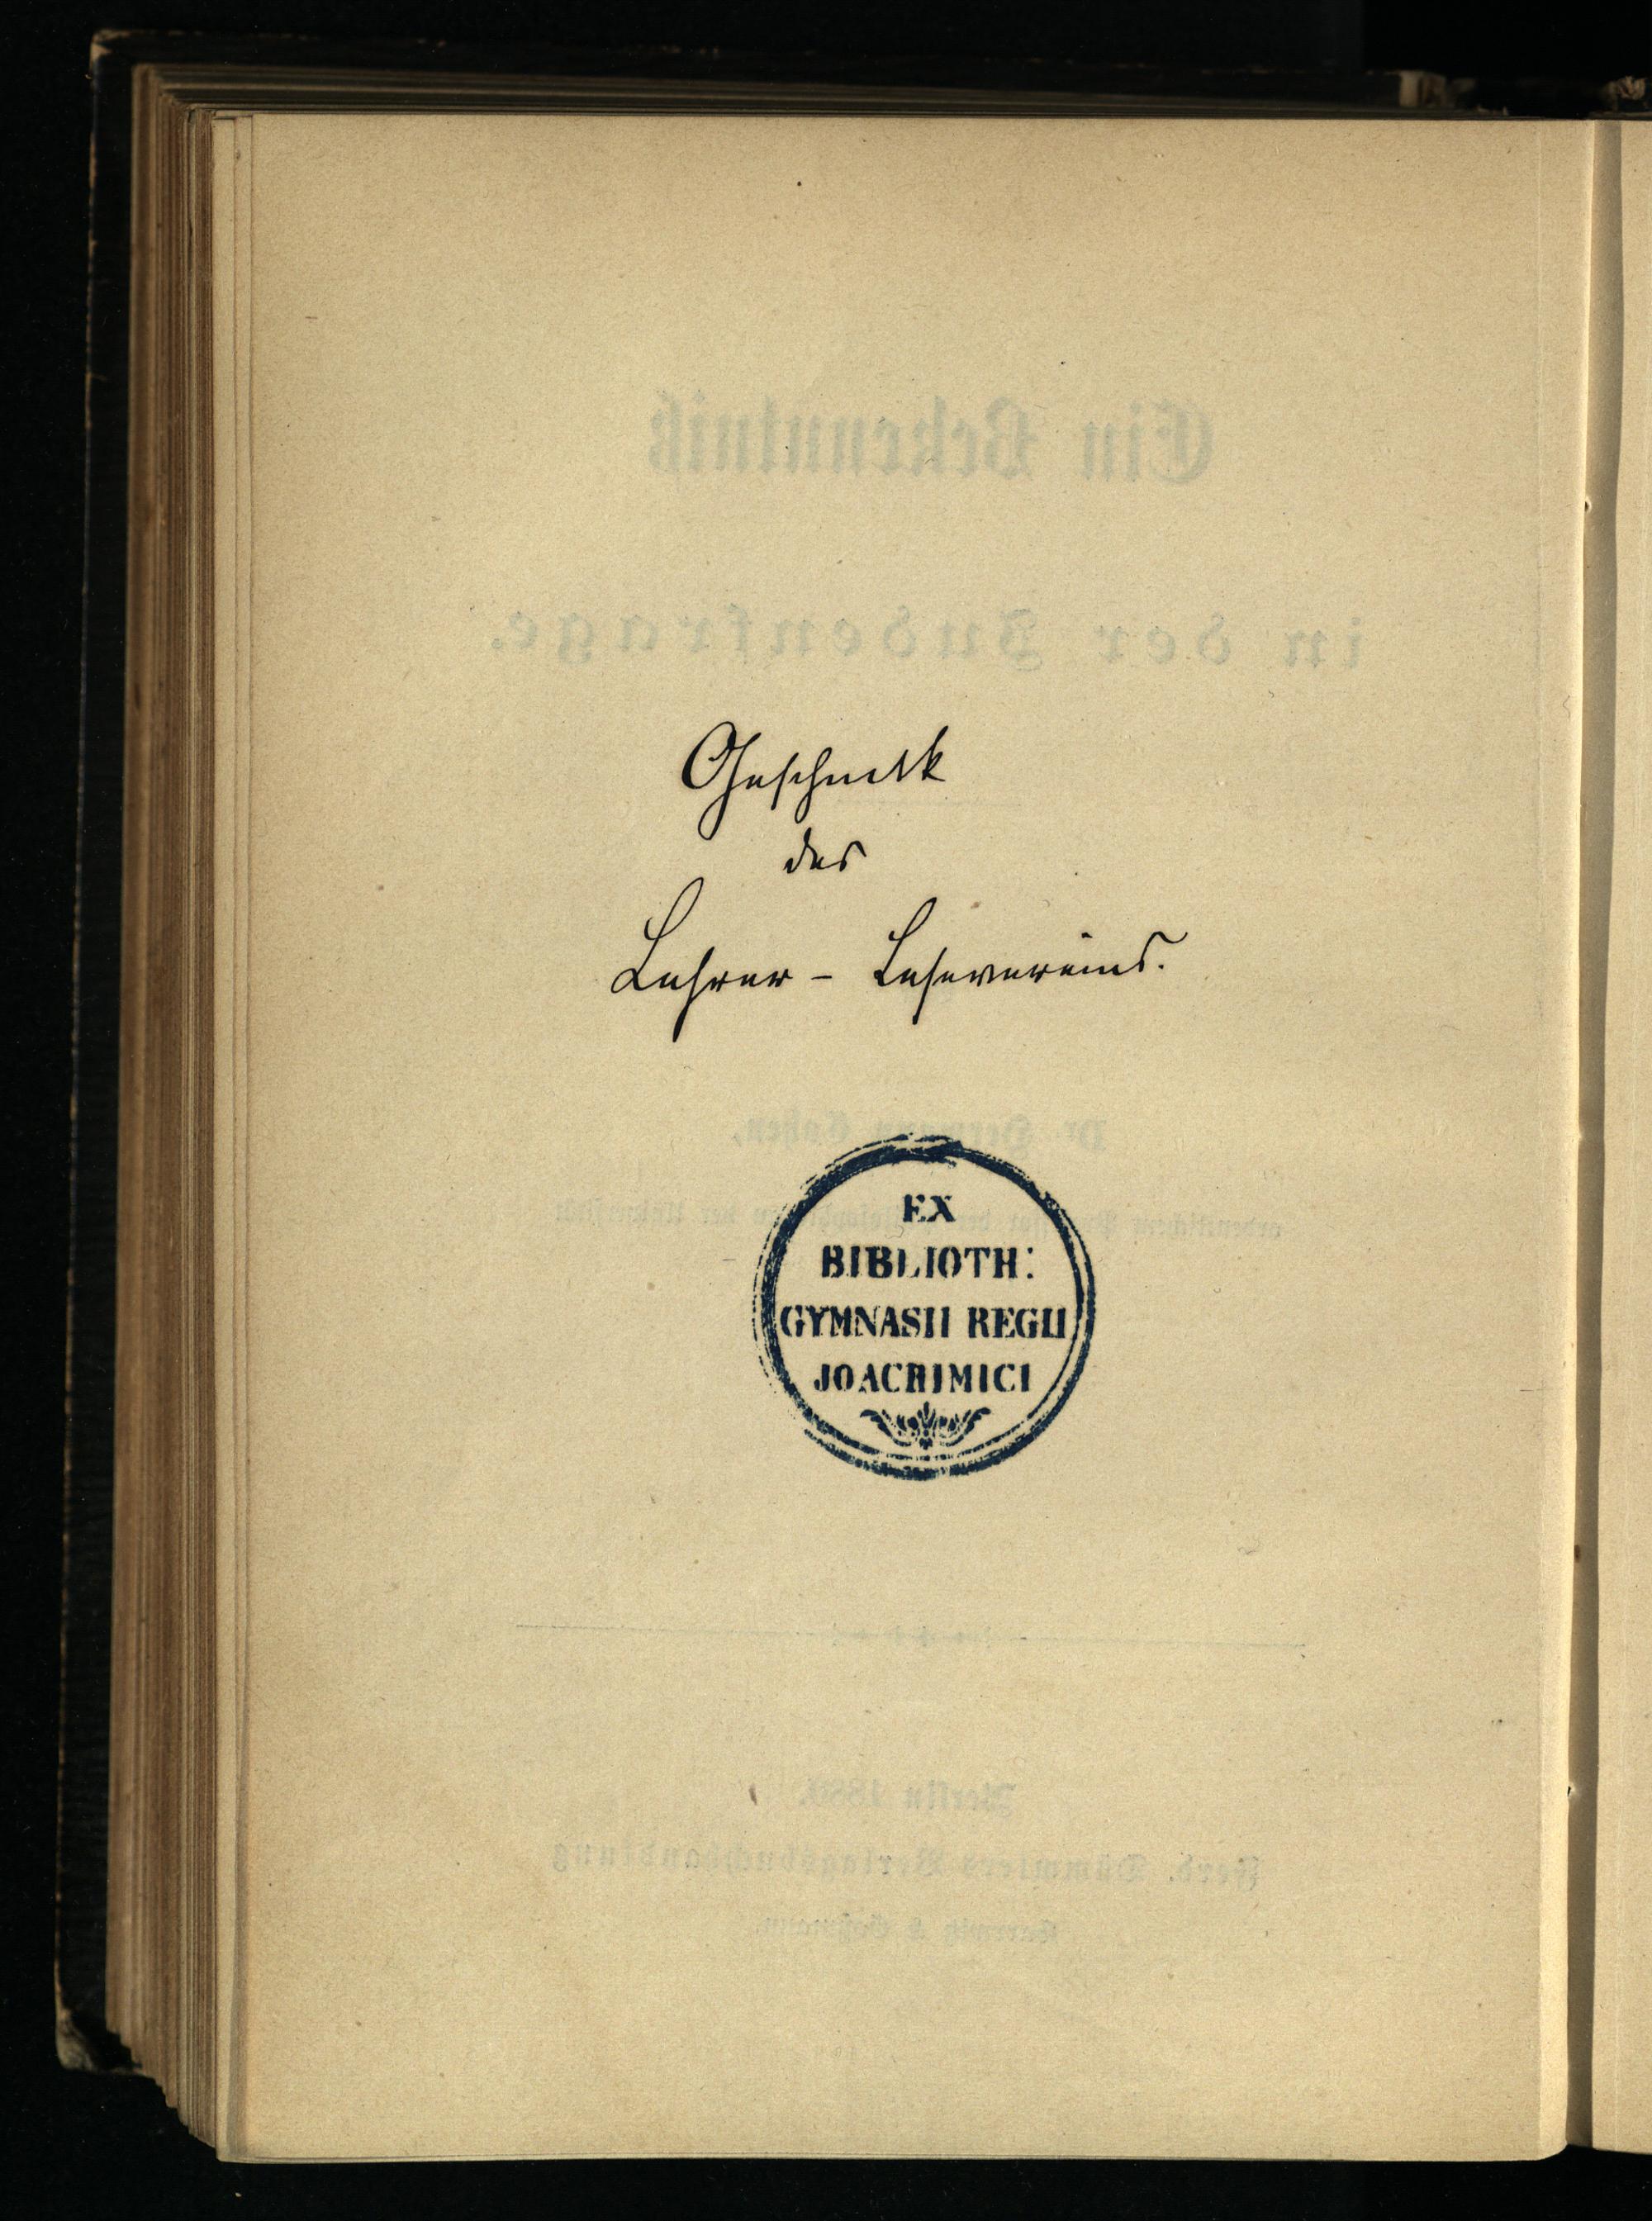 Geschenk
des
Lehrer - Lesevereins.
EX
BIBLIOTH:
GYMNASII REGII
JOACHIMICI